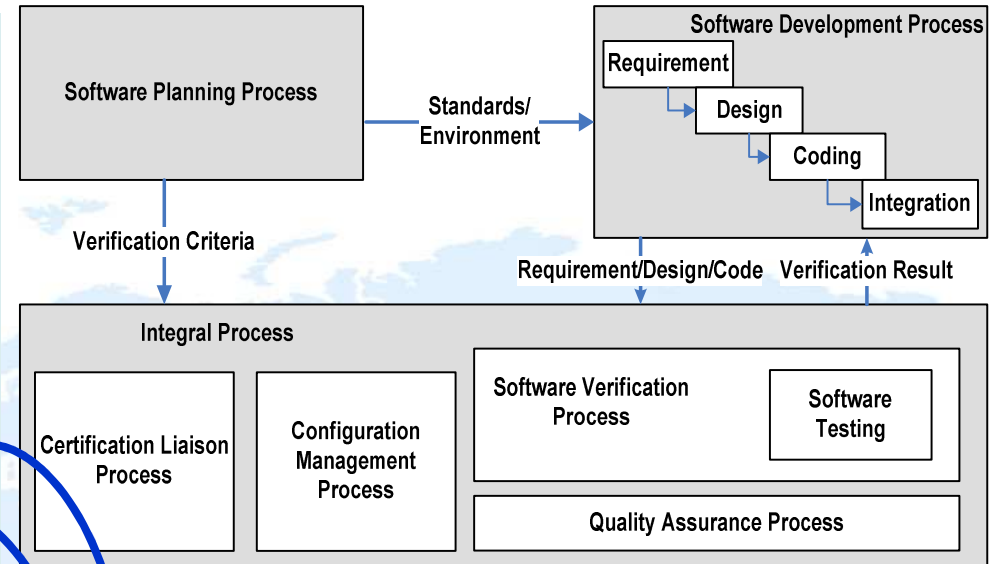 Software Planning Process
Standards/
Environment
Software Development Process
Requirement
Design
Coding
Integration
Verification Criteria
Requirement/Design/Code
Verification Result
Integral Process
Certification Liaison
Process
Configuration
Management
Process
Software Verification
Process
Software
Testing
Quality Assurance Process